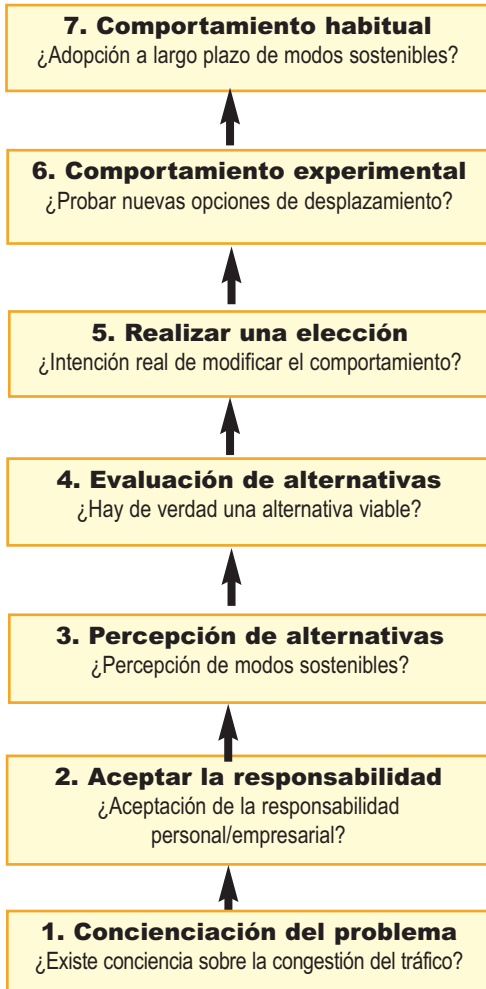 7. Comportamiento habitual
¿Adopción a largo plazo de modos sostenibles?
6. Comportamiento experimental
¿Probar nuevas opciones de desplazamiento?
5. Realizar una elección
¿Intención real de modificar el comportamiento?
4. Evaluación de alternativas
¿Hay de verdad una alternativa viable?
3. Percepción de alternativas
¿Percepción de modos sostenibles?
2. Aceptar la responsabilidad
¿Aceptación de la responsabilidad
personal/empresarial?
1. Concienciación del problema
¿Existe conciencia sobre la congestión del tráfico?